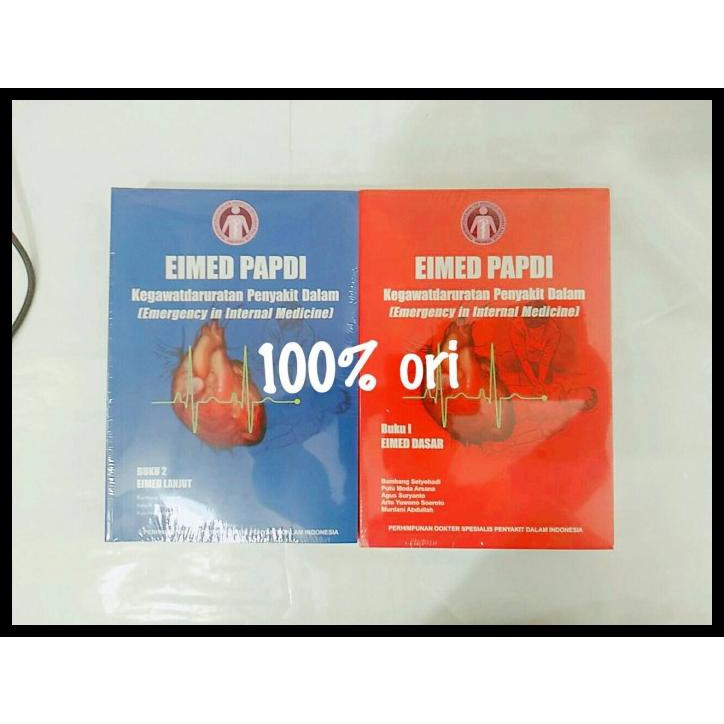 EIMED PAPDI
Kegawatdaruratan Penyakit Dalam
(Emergency in Internal Medicine)
BUKU 2
EIMED LANJUT
DALAM INDONESIA
EIMED PAPDI
Kegawatdaruratan Penyakit Dalam
(Emergency in Internal Medicine)
Buku I
EIMED DASAR
Bambang Setyohadi
Putu Moda Arsana
Agus Suryanto
Arto Yuwono Soeroto
Murdani Abdullah
PERHIMPUNAN DOKTER SPESIALIS PENYAKIT DALAM INDONESIA
100% ori